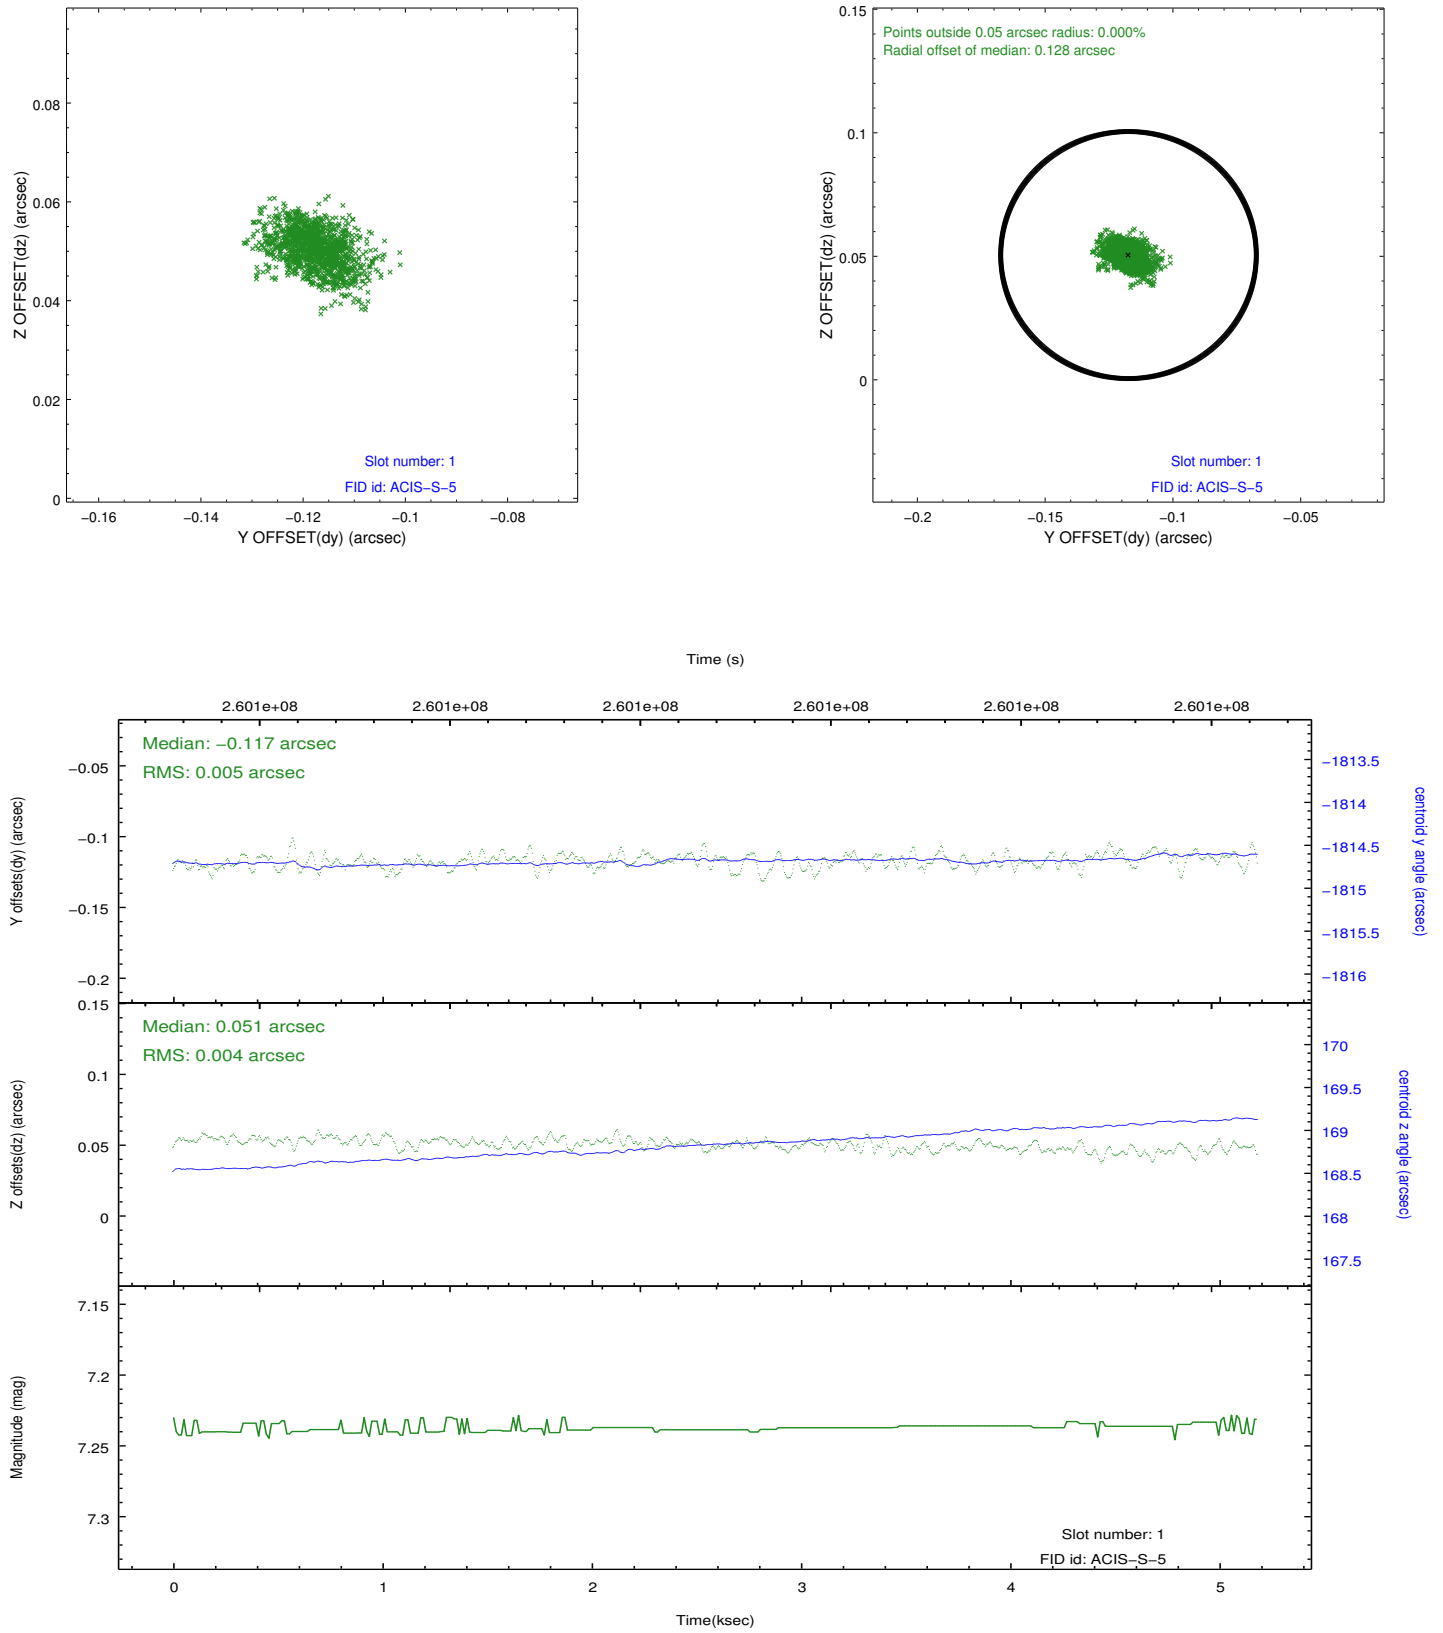 0.08
0.06
0.04
0.02
0
Z OFFSET(dz) (arcsec)
Slot number: 1
FID id: ACIS−S−5
−0.16
−0.14
−0.12
−0.1
−0.08
Y OFFSET(dy) (arcsec)
0.15
0.1
0.05
0
Z OFFSET(dz) (arcsec)
Points outside 0.05 arcsec radius: 0.000%
Radial offset of median: 0.128 arcsec
Slot number: 1
FID id: ACIS−S−5
−0.2
−0.15
−0.1
−0.05
Y OFFSET(dy) (arcsec)
Time (s)
2.601e+08
2.601e+08
2.601e+08
2.601e+08
2.601e+08
2.601e+08
Median: −0.117 arcsec
RMS: 0.005 arcsec
−0.05
−0.1
−0.15
−0.2
Y offsets(dy) (arcsec)
−1813.5
−1814
−1814.5
−1815
−1815.5
−1816
centroid y angle (arcsec)
Median: 0.051 arcsec
RMS: 0.004 arcsec
0.15
0.1
0.05
0
Z offsets(dz) (arcsec)
170
169.5
169
168.5
168
167.5
centroid z angle (arcsec)
7.15
7.2
7.25
7.3
Magnitude (mag)
Slot number: 1
FID id: ACIS−S−5
0
1
2
3
4
5
Time(ksec)